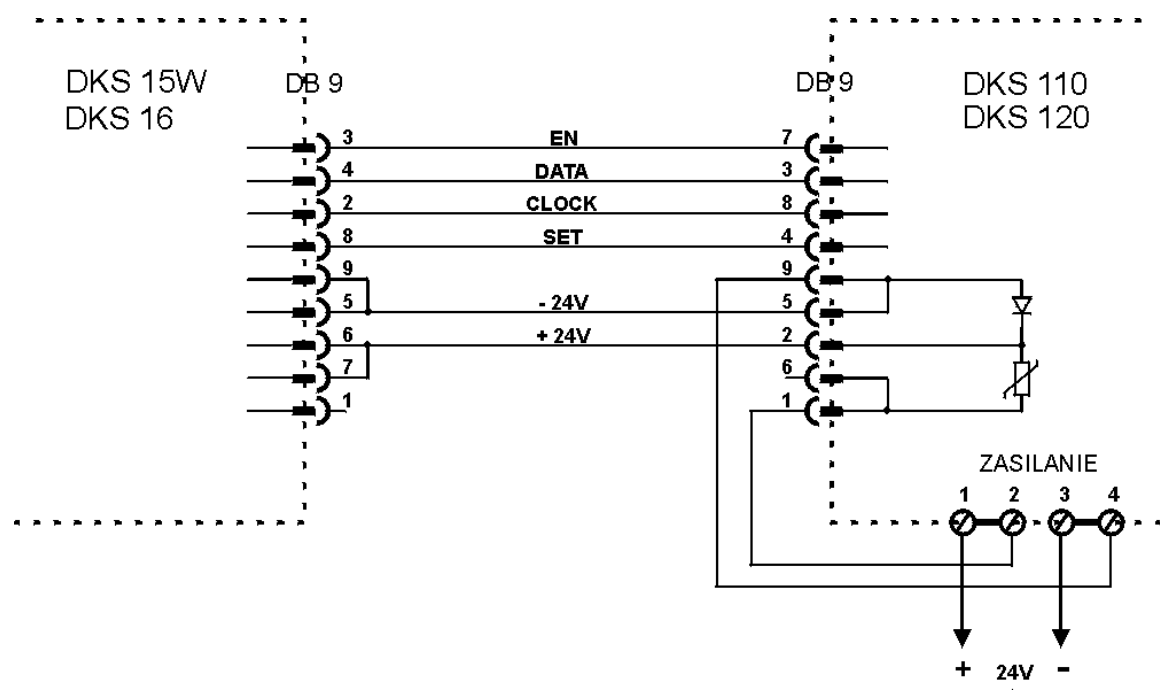 DKS 15W
DKS 16
DB 9
DB 9
DKS 110
DKS 120
3 EN 7
4 DATA 3
2 CLOCK 8
8 SET 4
9 9
5 - 24V 5
6 + 24V 2
7 6
1 1
ZASILANIE
1 2 3 4
+ 24V -